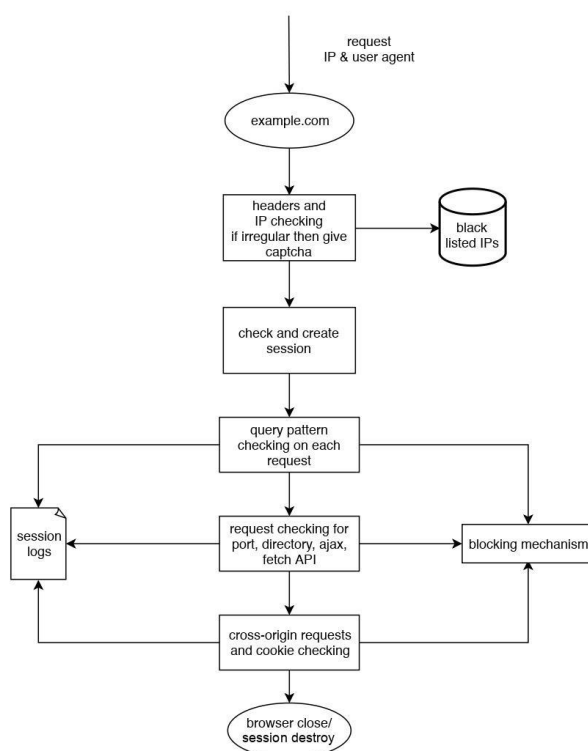 request
IP & user agent
example.com
headers and
IP checking
if irregular then give
captcha
black
listed IPs
check and create
session
query pattern
checking on each
request
session
logs
request checking for
port, directory, ajax,
fetch API
blocking mechanism
cross-origin requests
and cookie checking
browser close/
session destroy